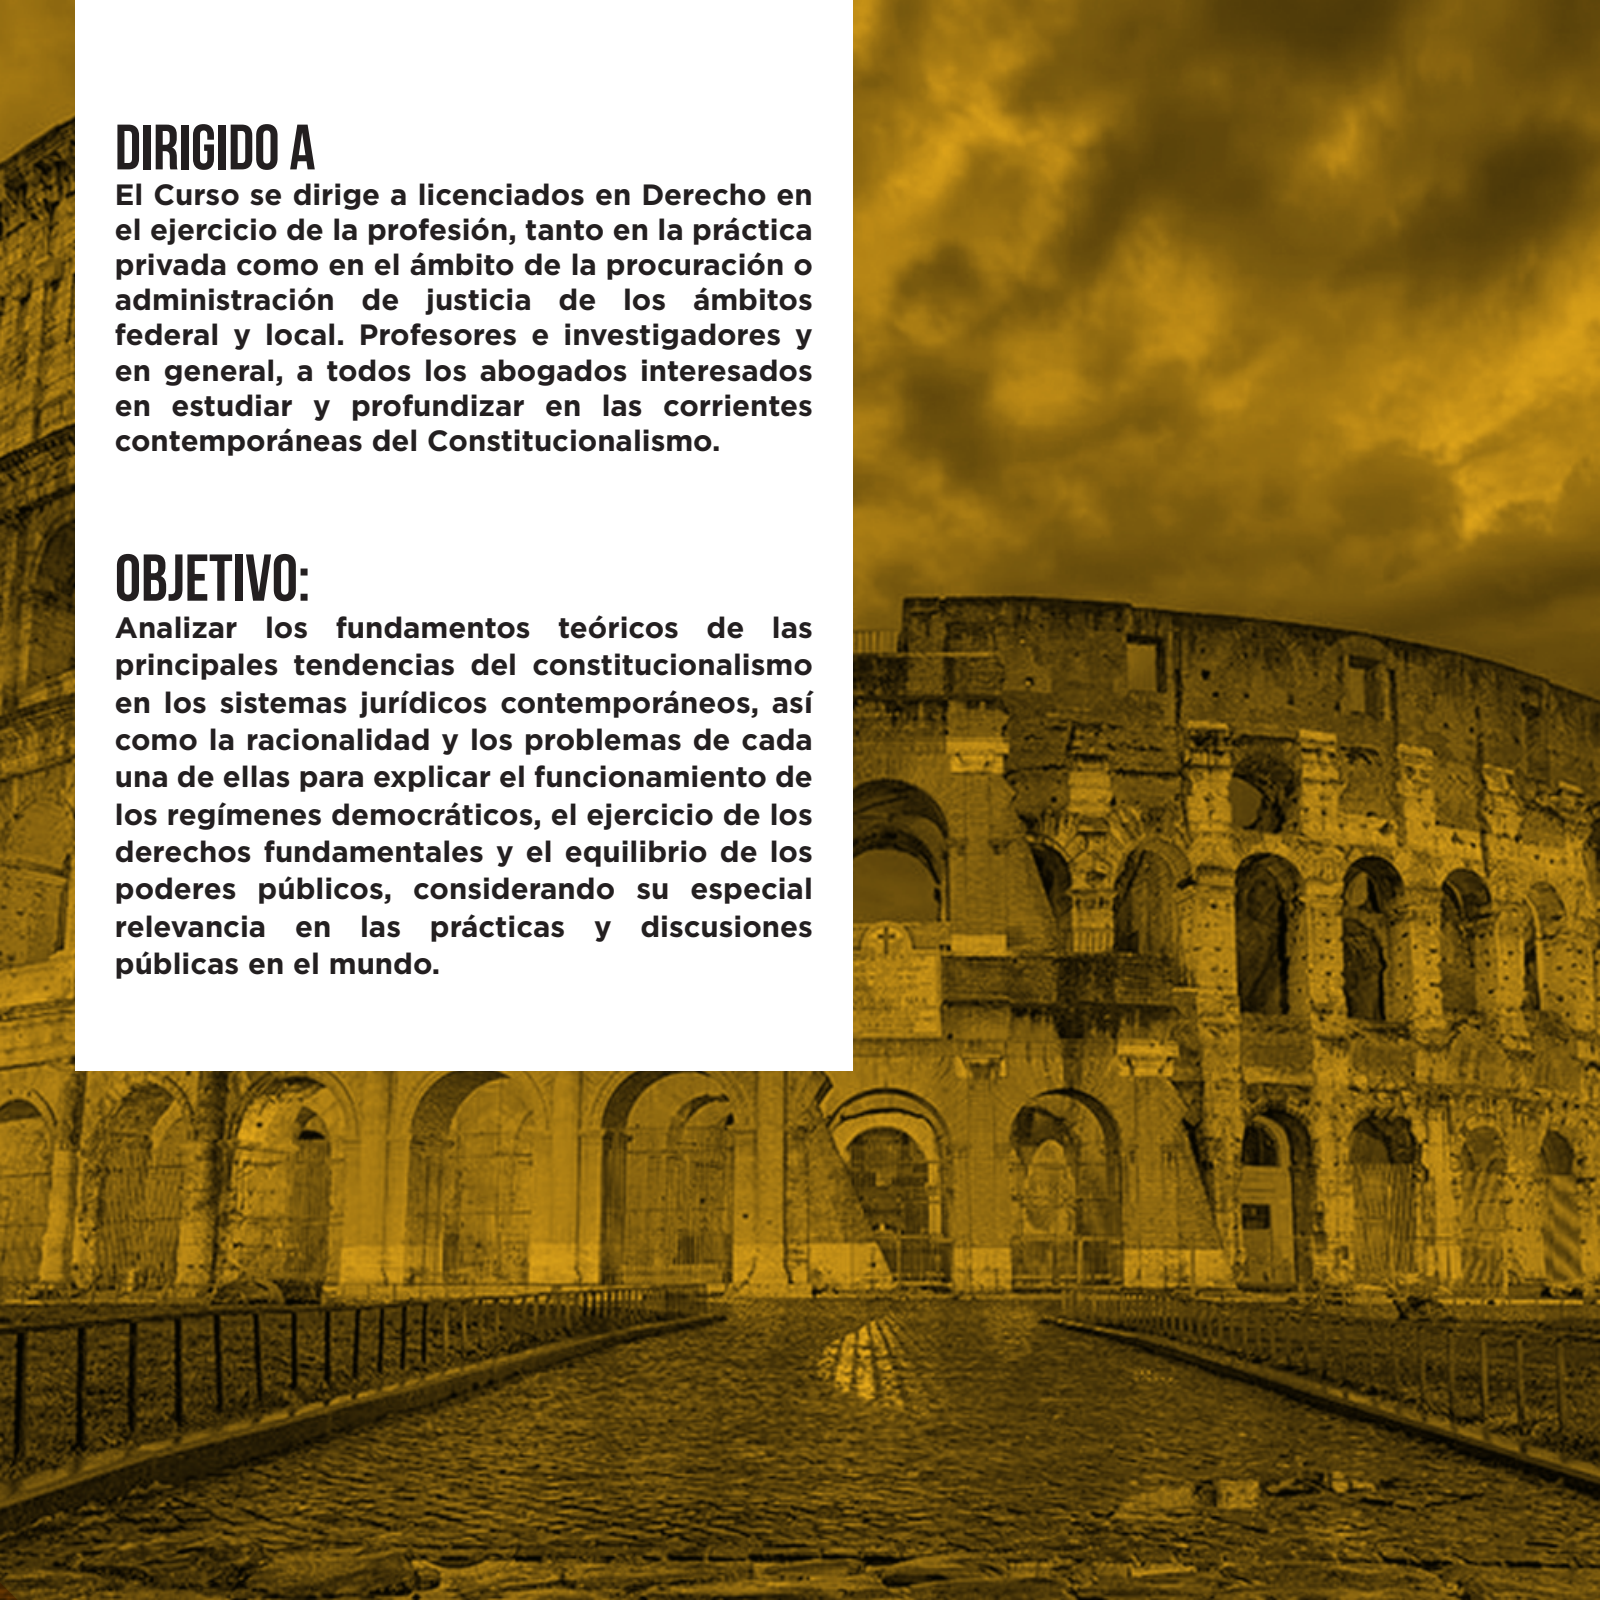 DIRIGIDO A
El Curso se dirige a licenciados en Derecho en
el ejercicio de la profesión, tanto en la práctica
privada como en el ámbito de la procuración o
administración de justicia de los ámbitos
federal y local. Profesores e investigadores y
en general, a todos los abogados interesados
en estudiar y profundizar en las corrientes
contemporáneas del Constitucionalismo.
OBJETIVO:
Analizar los fundamentos teóricos de las
principales tendencias del constitucionalismo
en los sistemas jurídicos contemporáneos, así
como la racionalidad y los problemas de cada
una de ellas para explicar el funcionamiento de
los regímenes democráticos, el ejercicio de los
derechos fundamentales y el equilibrio de los
poderes públicos, considerando su especial
relevancia en las prácticas y discusiones
públicas en el mundo.